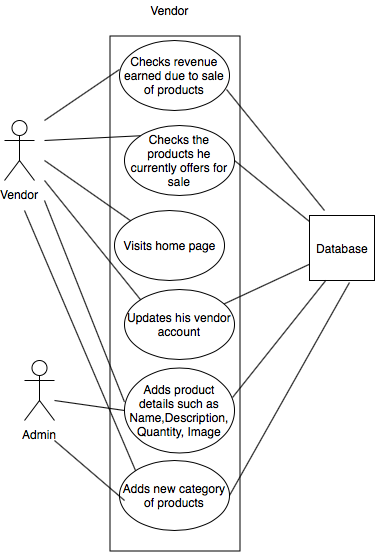 Vendor
Checks revenue
earned due to sale
of products
Checks the
products he
currently offers for
sale
Vendor
Visits home page
Database
Updates his vendor
account
Adds product
details such as
Name,Description,
Quantity, Image
Admin
Adds new category
of products